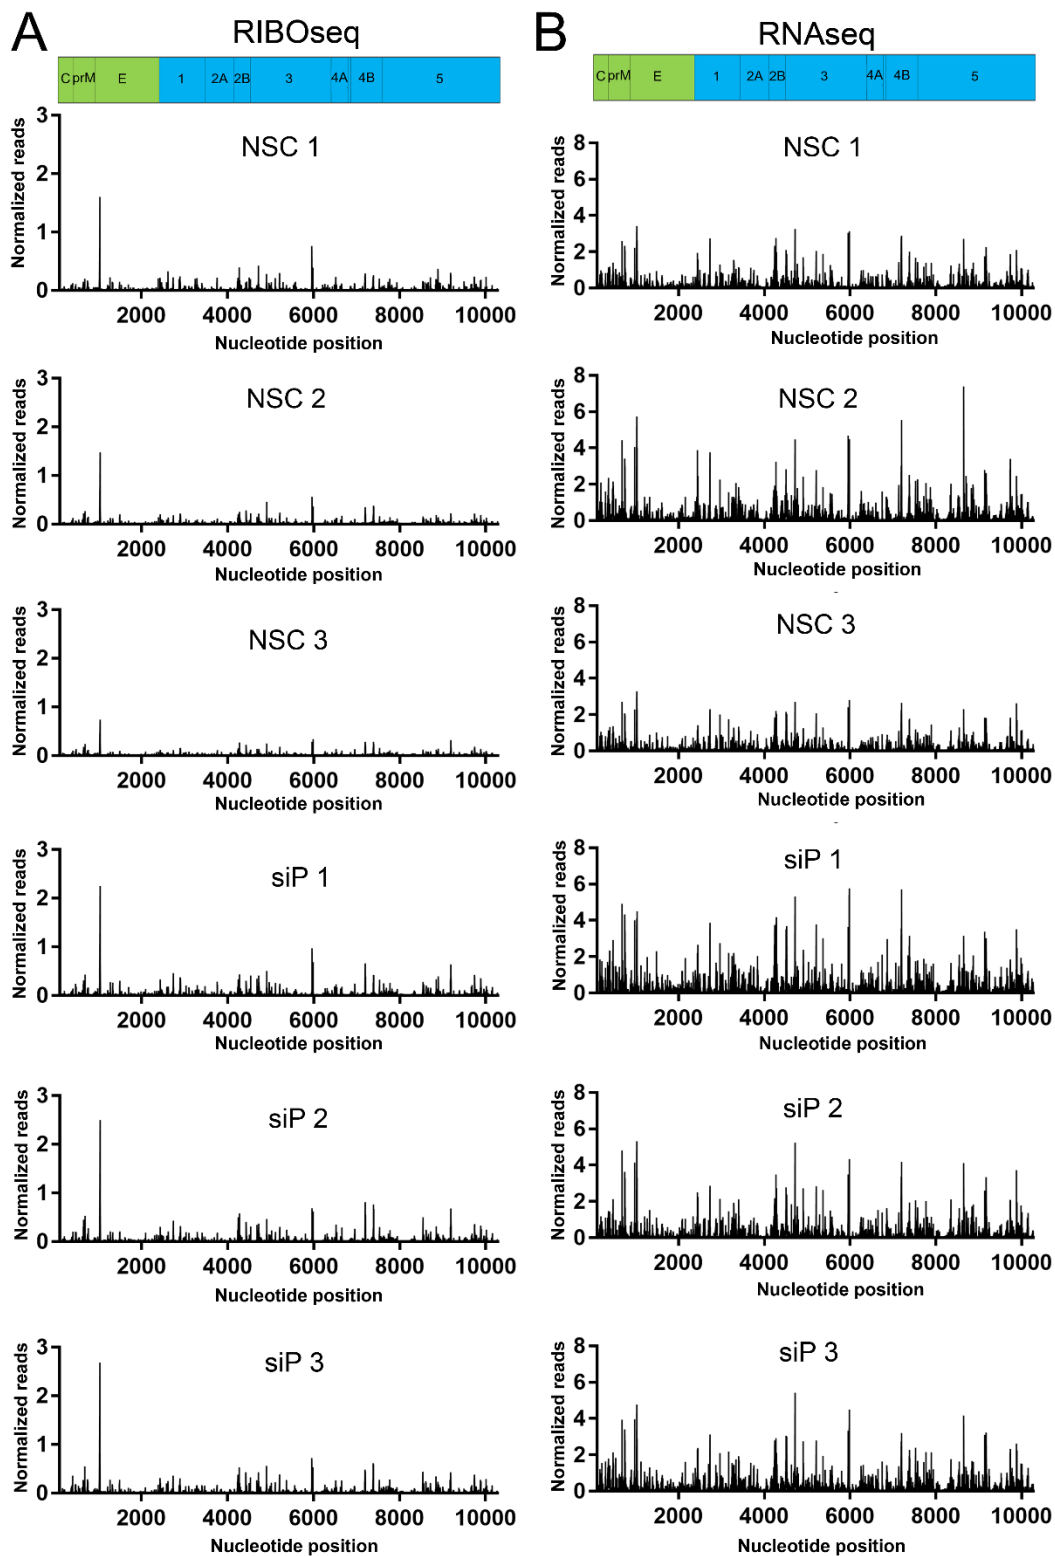 A RIBOseq
C prM E 1 2A 2B 3 4A 4B 5
Normalized reads
3
2
1
0
NSC 1
2000 4000 6000 8000 10000
Nucleotide position
Normalized reads
3
2
1
0
NSC 2
2000 4000 6000 8000 10000
Nucleotide position
Normalized reads
3
2
1
0
NSC 3
2000 4000 6000 8000 10000
Nucleotide position
Normalized reads
3
2
1
0
siP 1
2000 4000 6000 8000 10000
Nucleotide position
Normalized reads
3
2
1
0
siP 2
2000 4000 6000 8000 10000
Nucleotide position
Normalized reads
3
2
1
0
siP 3
2000 4000 6000 8000 10000
Nucleotide position
B RNAseq
C prM E 1 2A 2B 3 4A 4B 5
Normalized reads
8
6
4
2
0
NSC 1
2000 4000 6000 8000 10000
Nucleotide position
Normalized reads
8
6
4
2
0
NSC 2
2000 4000 6000 8000 10000
Nucleotide position
Normalized reads
8
6
4
2
0
NSC 3
2000 4000 6000 8000 10000
Nucleotide position
Normalized reads
8
6
4
2
0
siP 1
2000 4000 6000 8000 10000
Nucleotide position
Normalized reads
8
6
4
2
0
siP 2
2000 4000 6000 8000 10000
Nucleotide position
Normalized reads
8
6
4
2
0
siP 3
2000 4000 6000 8000 10000
Nucleotide position